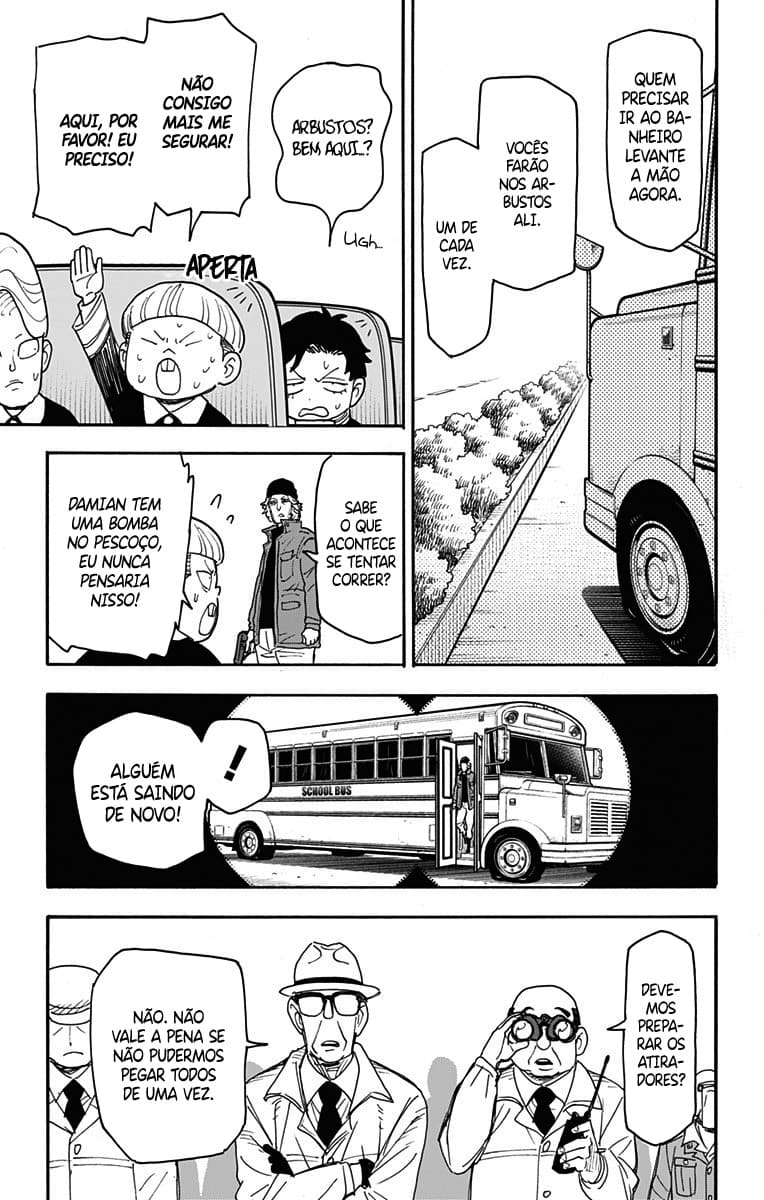 QUEM
PRECISAR
IR AO BA-
NHEIRO
LEVANTE
A MÃO
AGORA.
VOCÊS
FARÃO
NOS AR-
BUSTOS
ALI.
UM DE
CADA
VEZ.
ARBUSTOS?
BEM AQUI...?
UGH...
NÃO
CONSIGO
MAIS ME
SEGURAR!
AQUI, POR
FAVOR! EU
PRECISO!
APERTA
SABE
O QUE
ACONTECE
SE TENTAR
CORRER?
DAMIAN TEM
UMA BOMBA
NO PESCOÇO,
EU NUNCA
PENSARIA
NISSO!
!
ALGUÉM
ESTÁ SAINDO
DE NOVO!
SCHOOL BUS
DEVE-
MOS
PREPA-
RAR OS
ATIRA-
DORES?
NÃO. NÃO
VALE A PENA SE
NÃO PUDERMOS
PEGAR TODOS
DE UMA VEZ.